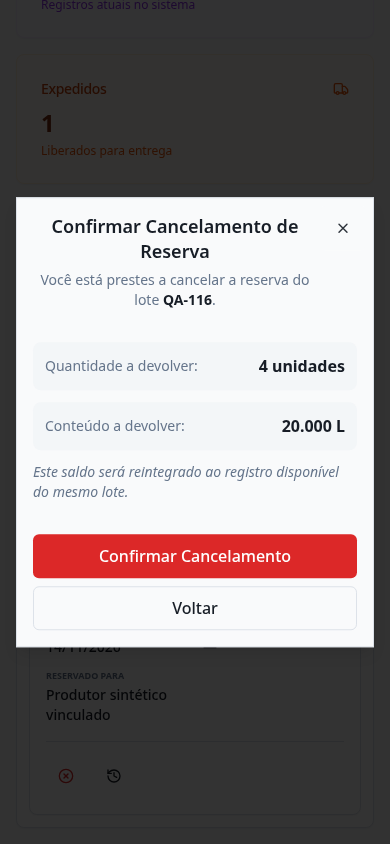 Registros atuais no sistema
Expedidos
1
Liberados para entrega
Confirmar Cancelamento de
Reserva
Você está prestes a cancelar a reserva do
lote QA-116.
Quantidade a devolver:
4 unidades
Conteúdo a devolver:
20.000 L
Este saldo será reintegrado ao registro disponível
do mesmo lote.
Confirmar Cancelamento
Voltar
14/11/2026
RESERVADO PARA
Produtor sintético
vinculado